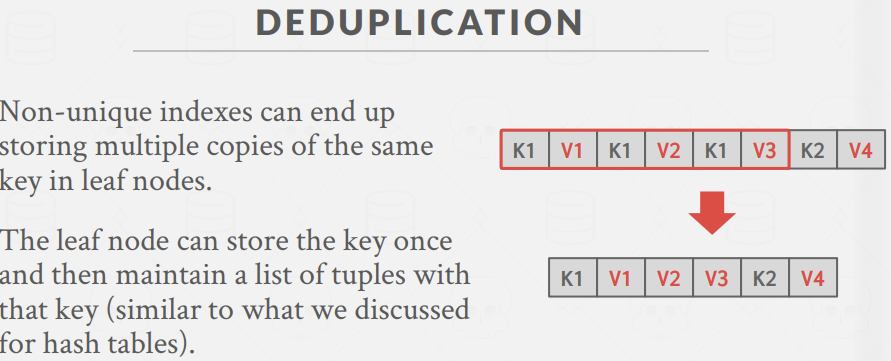 DEDUPLICATION
Non-unique indexes can end up
storing multiple copies of the same
key in leaf nodes.
The leaf node can store the key once
and then maintain a list of tuples with
that key (similar to what we discussed
for hash tables).
K1 V1 K1 V2 K1 V3 K2 V4
K1 V1 V2 V3 K2 V4